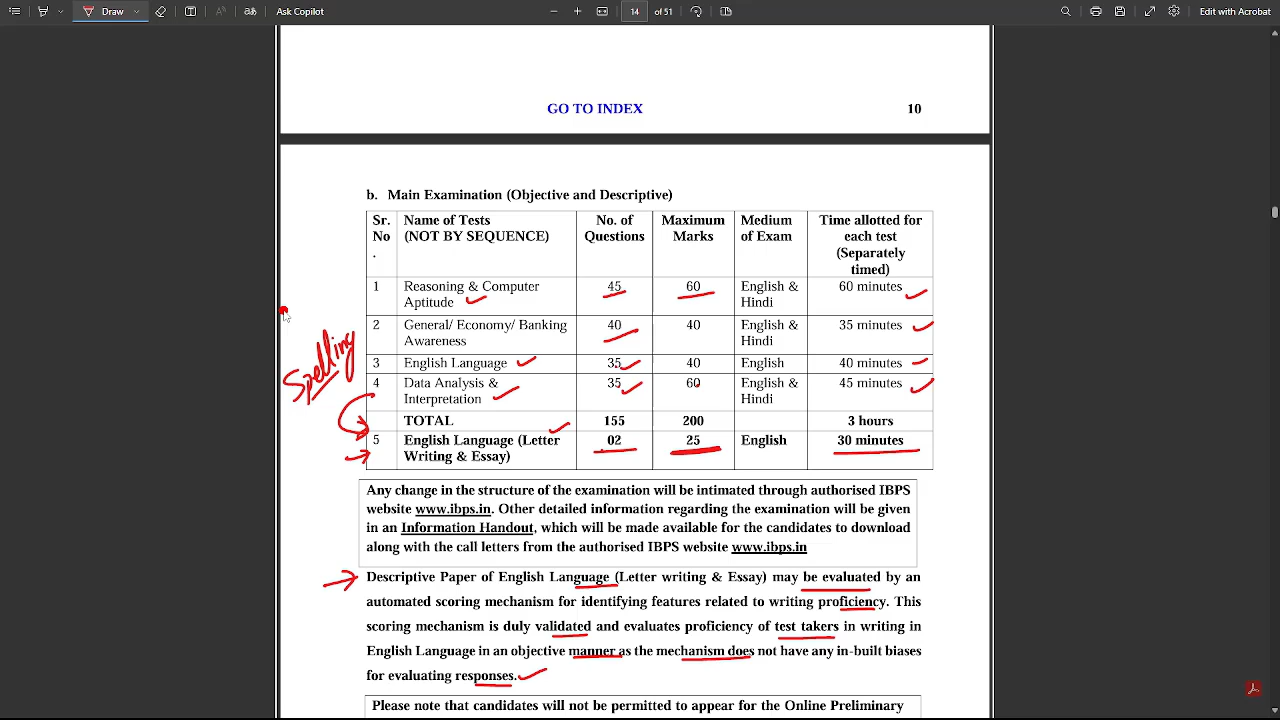 Draw
Ask Copilot
14 of 51
Edit with Acrobat
GO TO INDEX 10
b. Main Examination (Objective and Descriptive)
Sr. No . Name of Tests (NOT BY SEQUENCE) No. of Questions Maximum Marks Medium of Exam Time allotted for each test (Separately timed)
1 Reasoning & Computer Aptitude 45 60 English & Hindi 60 minutes
2 General/ Economy/ Banking Awareness 40 40 English & Hindi 35 minutes
3 English Language 35 40 English 40 minutes
4 Data Analysis & Interpretation 35 60 English & Hindi 45 minutes
TOTAL 155 200 3 hours
5 English Language (Letter Writing & Essay) 02 25 English 30 minutes
Spelling
Any change in the structure of the examination will be intimated through authorised IBPS
website www.ibps.in. Other detailed information regarding the examination will be given
in an Information Handout, which will be made available for the candidates to download
along with the call letters from the authorised IBPS website www.ibps.in
Descriptive Paper of English Language (Letter writing & Essay) may be evaluated by an
automated scoring mechanism for identifying features related to writing proficiency. This
scoring mechanism is duly validated and evaluates proficiency of test takers in writing in
English Language in an objective manner as the mechanism does not have any in-built biases
for evaluating responses.
Please note that candidates will not be permitted to appear for the Online Preliminary